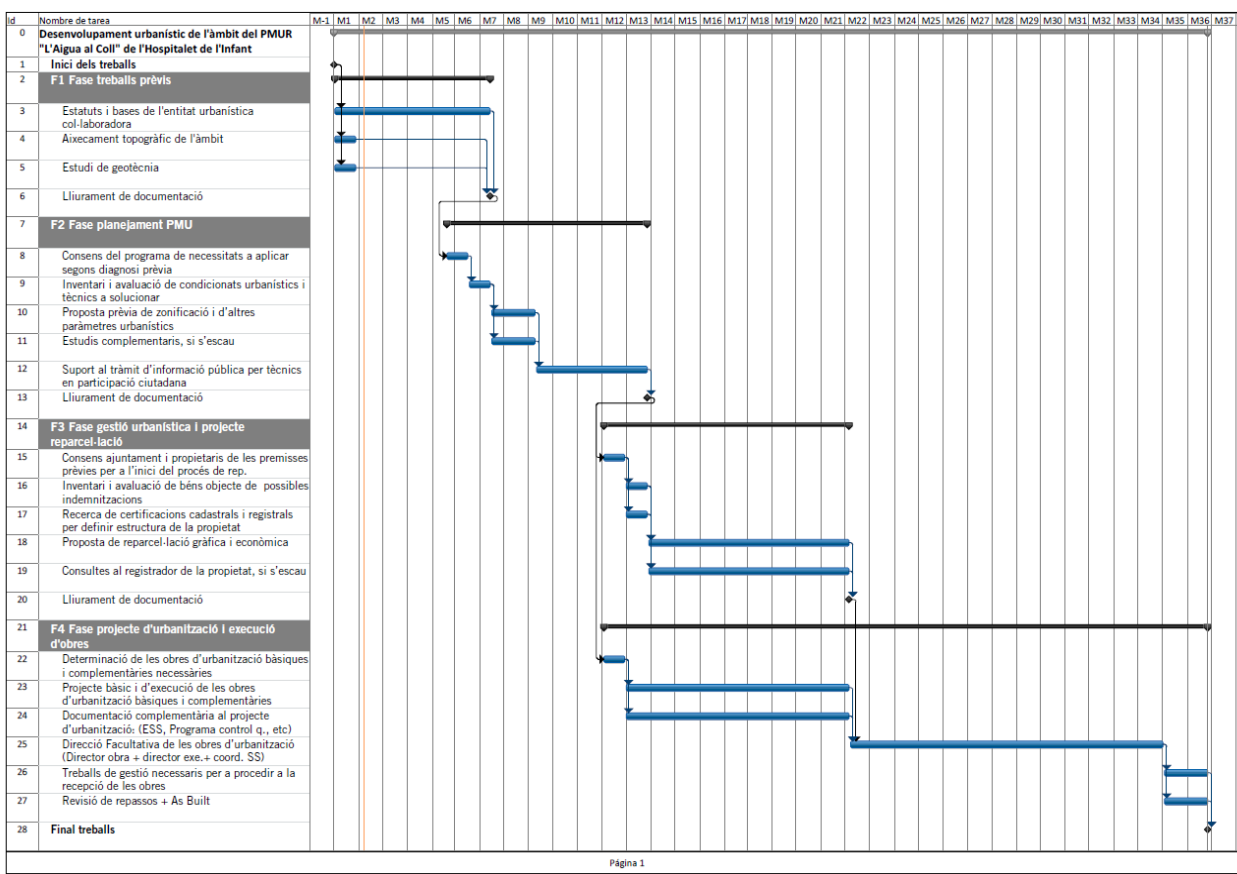 Id Nombre de tarea M-1 M1 M2 M3 M4 M5 M6 M7 M8 M9 M10 M11 M12 M13 M14 M15 M16 M17 M18 M19 M20 M21 M22 M23 M24 M25 M26 M27 M28 M29 M30 M31 M32 M33 M34 M35 M36 M37
0 Desenvolupament urbanístic de l'àmbit del PMUR
"L'Aigua al Coll" de l'Hospitalet de l'Infant
1 Inici dels treballs
2 F1 Fase treballs prèvis
3 Estatuts i bases de l'entitat urbanística
col·laboradora
4 Aixecament topogràfic de l'àmbit
5 Estudi de geotècnia
6 Lliurament de documentació
7 F2 Fase planejament PMU
8 Consens del programa de necessitats a aplicar
segons diagnosi prèvia
9 Inventari i avaluació de condicionats urbanístics i
tècnics a solucionar
10 Proposta prèvia de zonificació i d'altres
paràmetres urbanístics
11 Estudis complementaris, si s'escau
12 Suport al tràmit d'informació pública per tècnics
en participació ciutadana
13 Lliurament de documentació
14 F3 Fase gestió urbanística i projecte
reparcel·lació
15 Consens ajuntament i propietaris de les premisses
prèvies per a l'inici del procés de rep.
16 Inventari i avaluació de béns objecte de possibles
indemnitzacions
17 Recerca de certificacions cadastrals i registrals
per definir estructura de la propietat
18 Proposta de reparcel·lació gràfica i econòmica
19 Consultes al registrador de la propietat, si s'escau
20 Lliurament de documentació
21 F4 Fase projecte d'urbanització i execució
d'obres
22 Determinació de les obres d'urbanització bàsiques
i complementàries necessàries
23 Projecte bàsic i d'execució de les obres
d'urbanització bàsiques i complementàries
24 Documentació complementària al projecte
d'urbanització: (ESS, Programa control q., etc)
25 Direcció Facultativa de les obres d'urbanització
(Director obra + director exe.+ coord. SS)
26 Treballs de gestió necessaris per a procedir a la
recepció de les obres
27 Revisió de repassos + As Built
28 Final treballs
Página 1